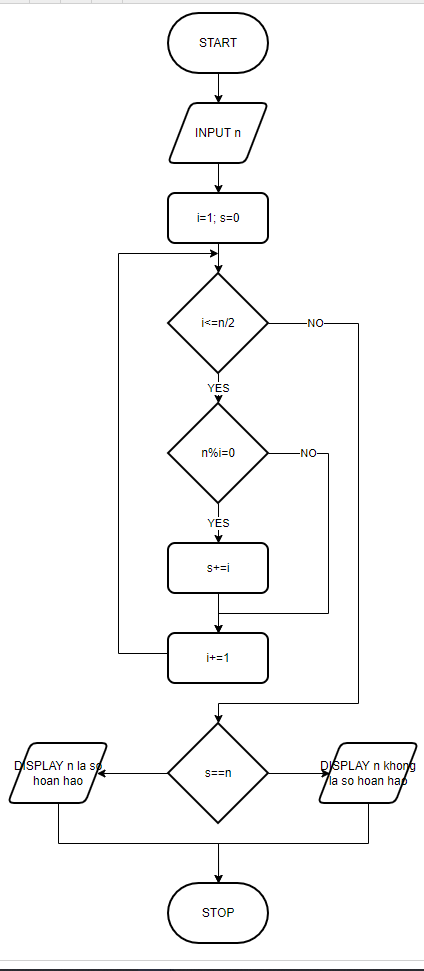 START
INPUT n
i=1; s=0
i<=n/2
NO
YES
n%i=0
NO
YES
s+=i
i+=1
DISPLAY n la so
hoan hao
s==n
DISPLAY n khong
la so hoan hao
STOP